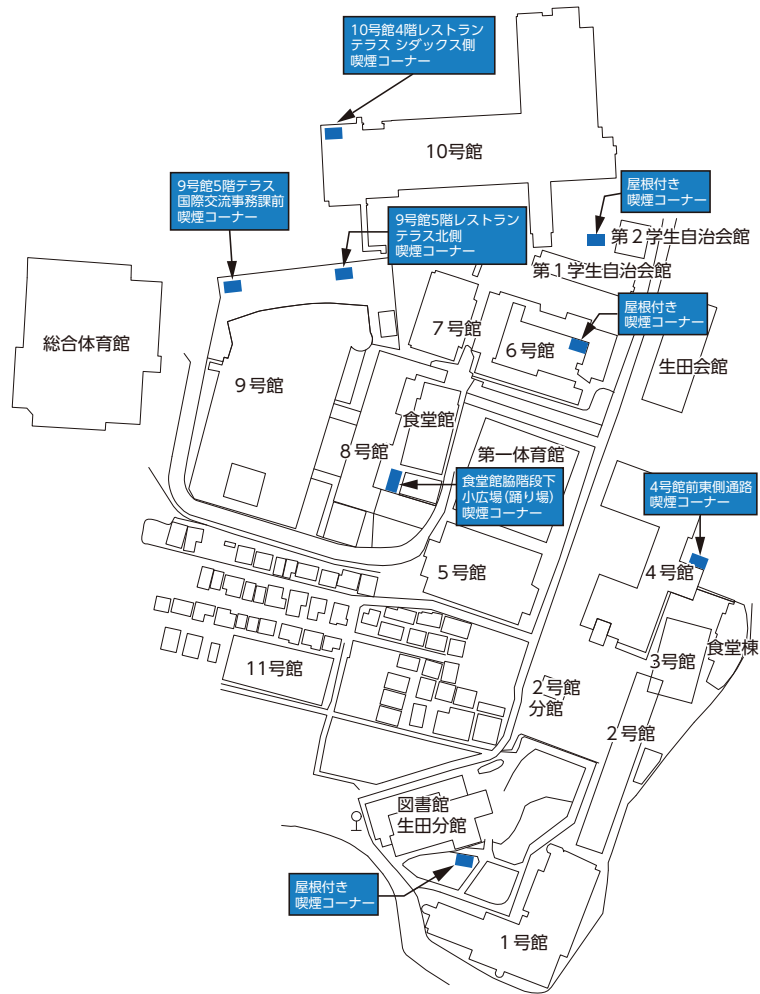 10号館4階レストラン
テラス シダックス側
喫煙コーナー
10号館
9号館5階テラス
国際交流事務課前
喫煙コーナー
9号館5階レストラン
テラス北側
喫煙コーナー
屋根付き
喫煙コーナー
第２学生自治会館
第１学生自治会館
屋根付き
喫煙コーナー
総合体育館
７号館
６号館
生田会館
９号館
食堂館
８号館
第一体育館
食堂館脇階段下
小広場（踊り場）
喫煙コーナー
4号館前東側通路
喫煙コーナー
５号館
４号館
11号館
３号館
食堂棟
２号館
分館
２号館
図書館
生田分館
屋根付き
喫煙コーナー
１号館